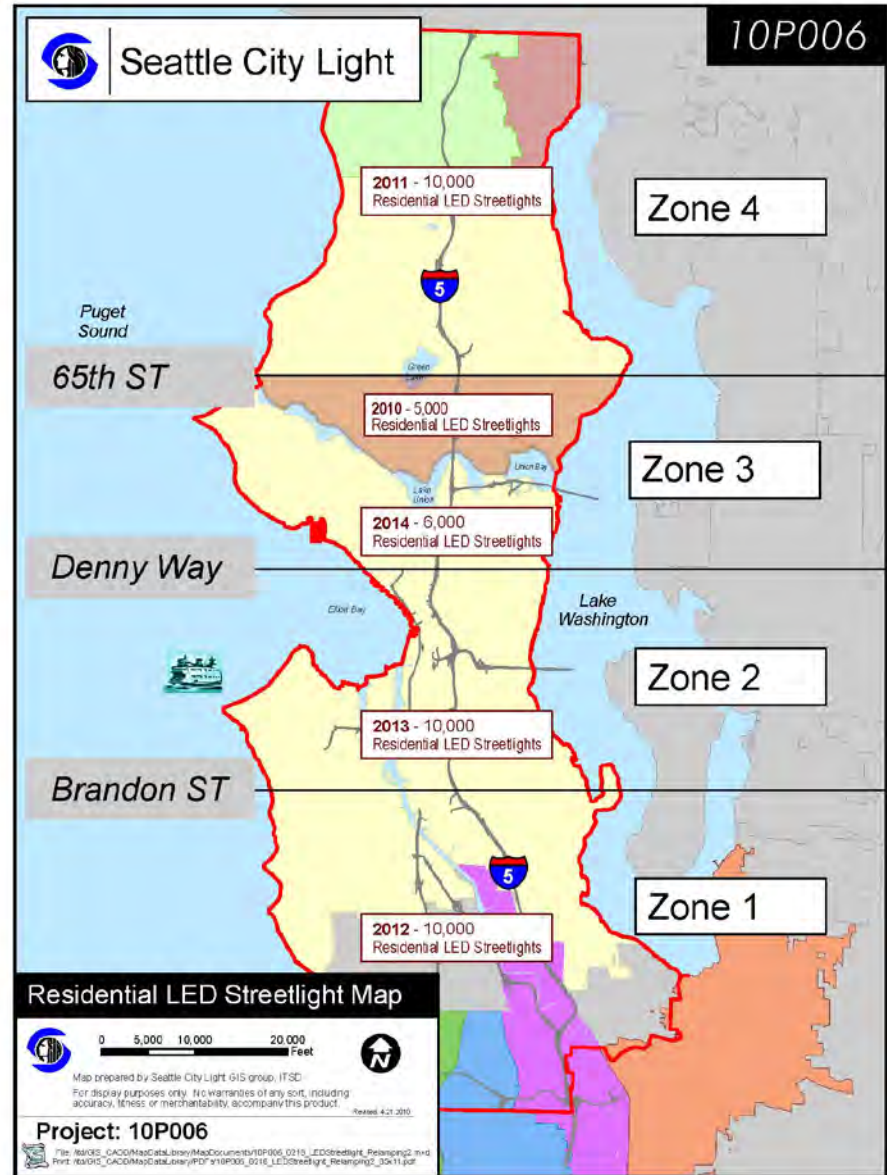 Seattle City Light
10P006
2011 - 10,000
Residential LED Streetlights
Zone 4
5
Puget
Sound
65th ST
Green
Lake
2010 - 5,000
Residential LED Streetlights
Union Bay
Zone 3
Lake
Union
2014 - 6,000
Residential LED Streetlights
Denny Way
Elliott Bay
Lake
Washington
Zone 2
2013 - 10,000
Residential LED Streetlights
Brandon ST
5
Zone 1
2012 - 10,000
Residential LED Streetlights
Residential LED Streetlight Map
0 5,000 10,000 20,000
Feet
N
Map prepared by Seattle City Light GIS group, ITSD
For display purposes only. No warranties of any sort, including
accuracy, fitness or merchantability, accompany this product.
Revised 4-21-2010
Project: 10P006